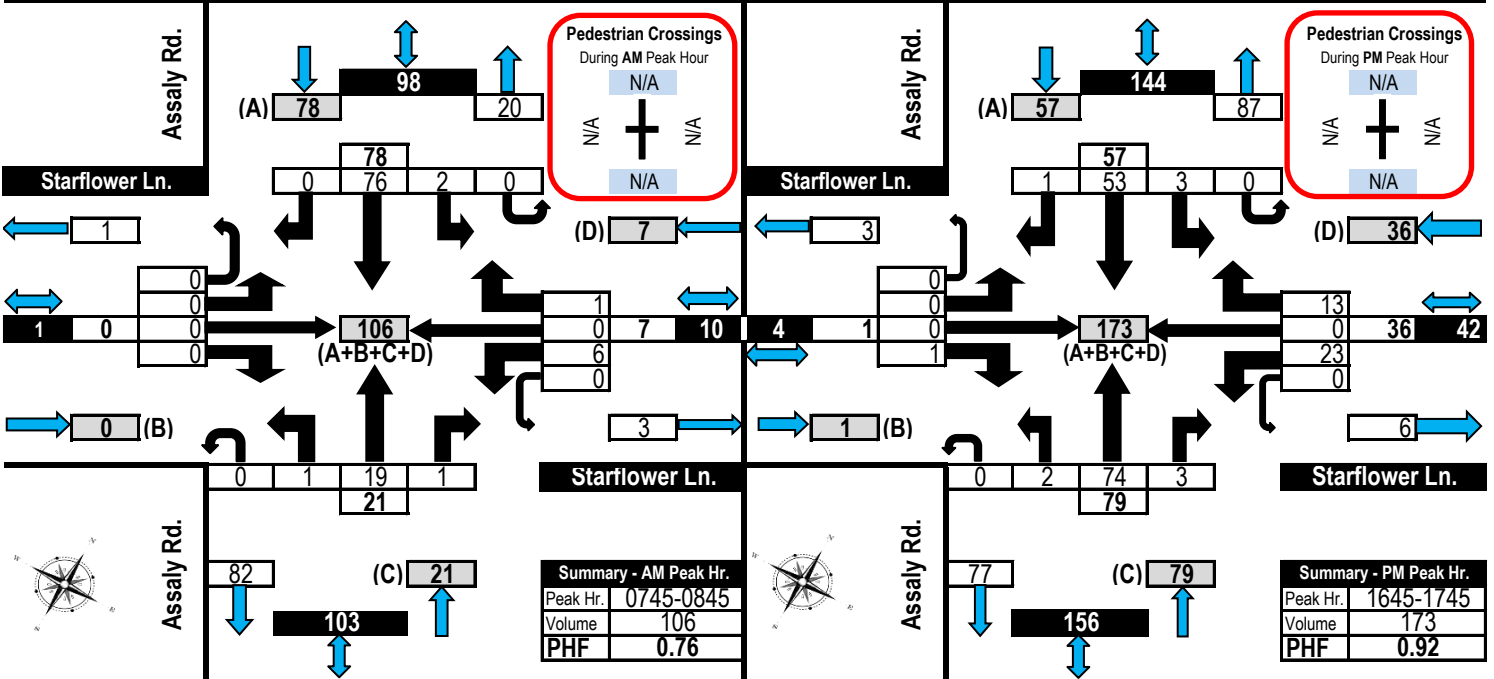 Assaly Rd.
(A) 78
98
20
Pedestrian Crossings
During AM Peak Hour
N/A
N/A N/A
N/A
78
0 76 2 0
Starflower Ln.
1
(D) 7
0
0
1 0 0
0
106
(A+B+C+D)
1
0 7 10
6
0
0 (B)
3
0 1 19 1
21
Starflower Ln.
Assaly Rd.
82
(C) 21
103
Summary - AM Peak Hr.
Peak Hr. 0745-0845
Volume 106
PHF 0.76
Assaly Rd.
(A) 57
144
87
Pedestrian Crossings
During PM Peak Hour
N/A
N/A N/A
N/A
57
1 53 3 0
Starflower Ln.
3
(D) 36
0
0
4 1 0
1
173
(A+B+C+D)
13
0 36 42
23
0
1 (B)
6
0 2 74 3
79
Starflower Ln.
Assaly Rd.
77
(C) 79
156
Summary - PM Peak Hr.
Peak Hr. 1645-1745
Volume 173
PHF 0.92